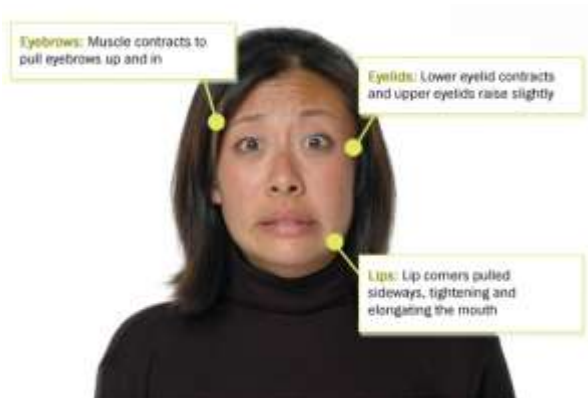 Eyebrows: Muscle contracts to
pull eyebrows up and in
Eyelids: Lower eyelid contracts
and upper eyelids raise slightly
Lips: Lip corners pulled
sideways, tightening and
elongating the mouth